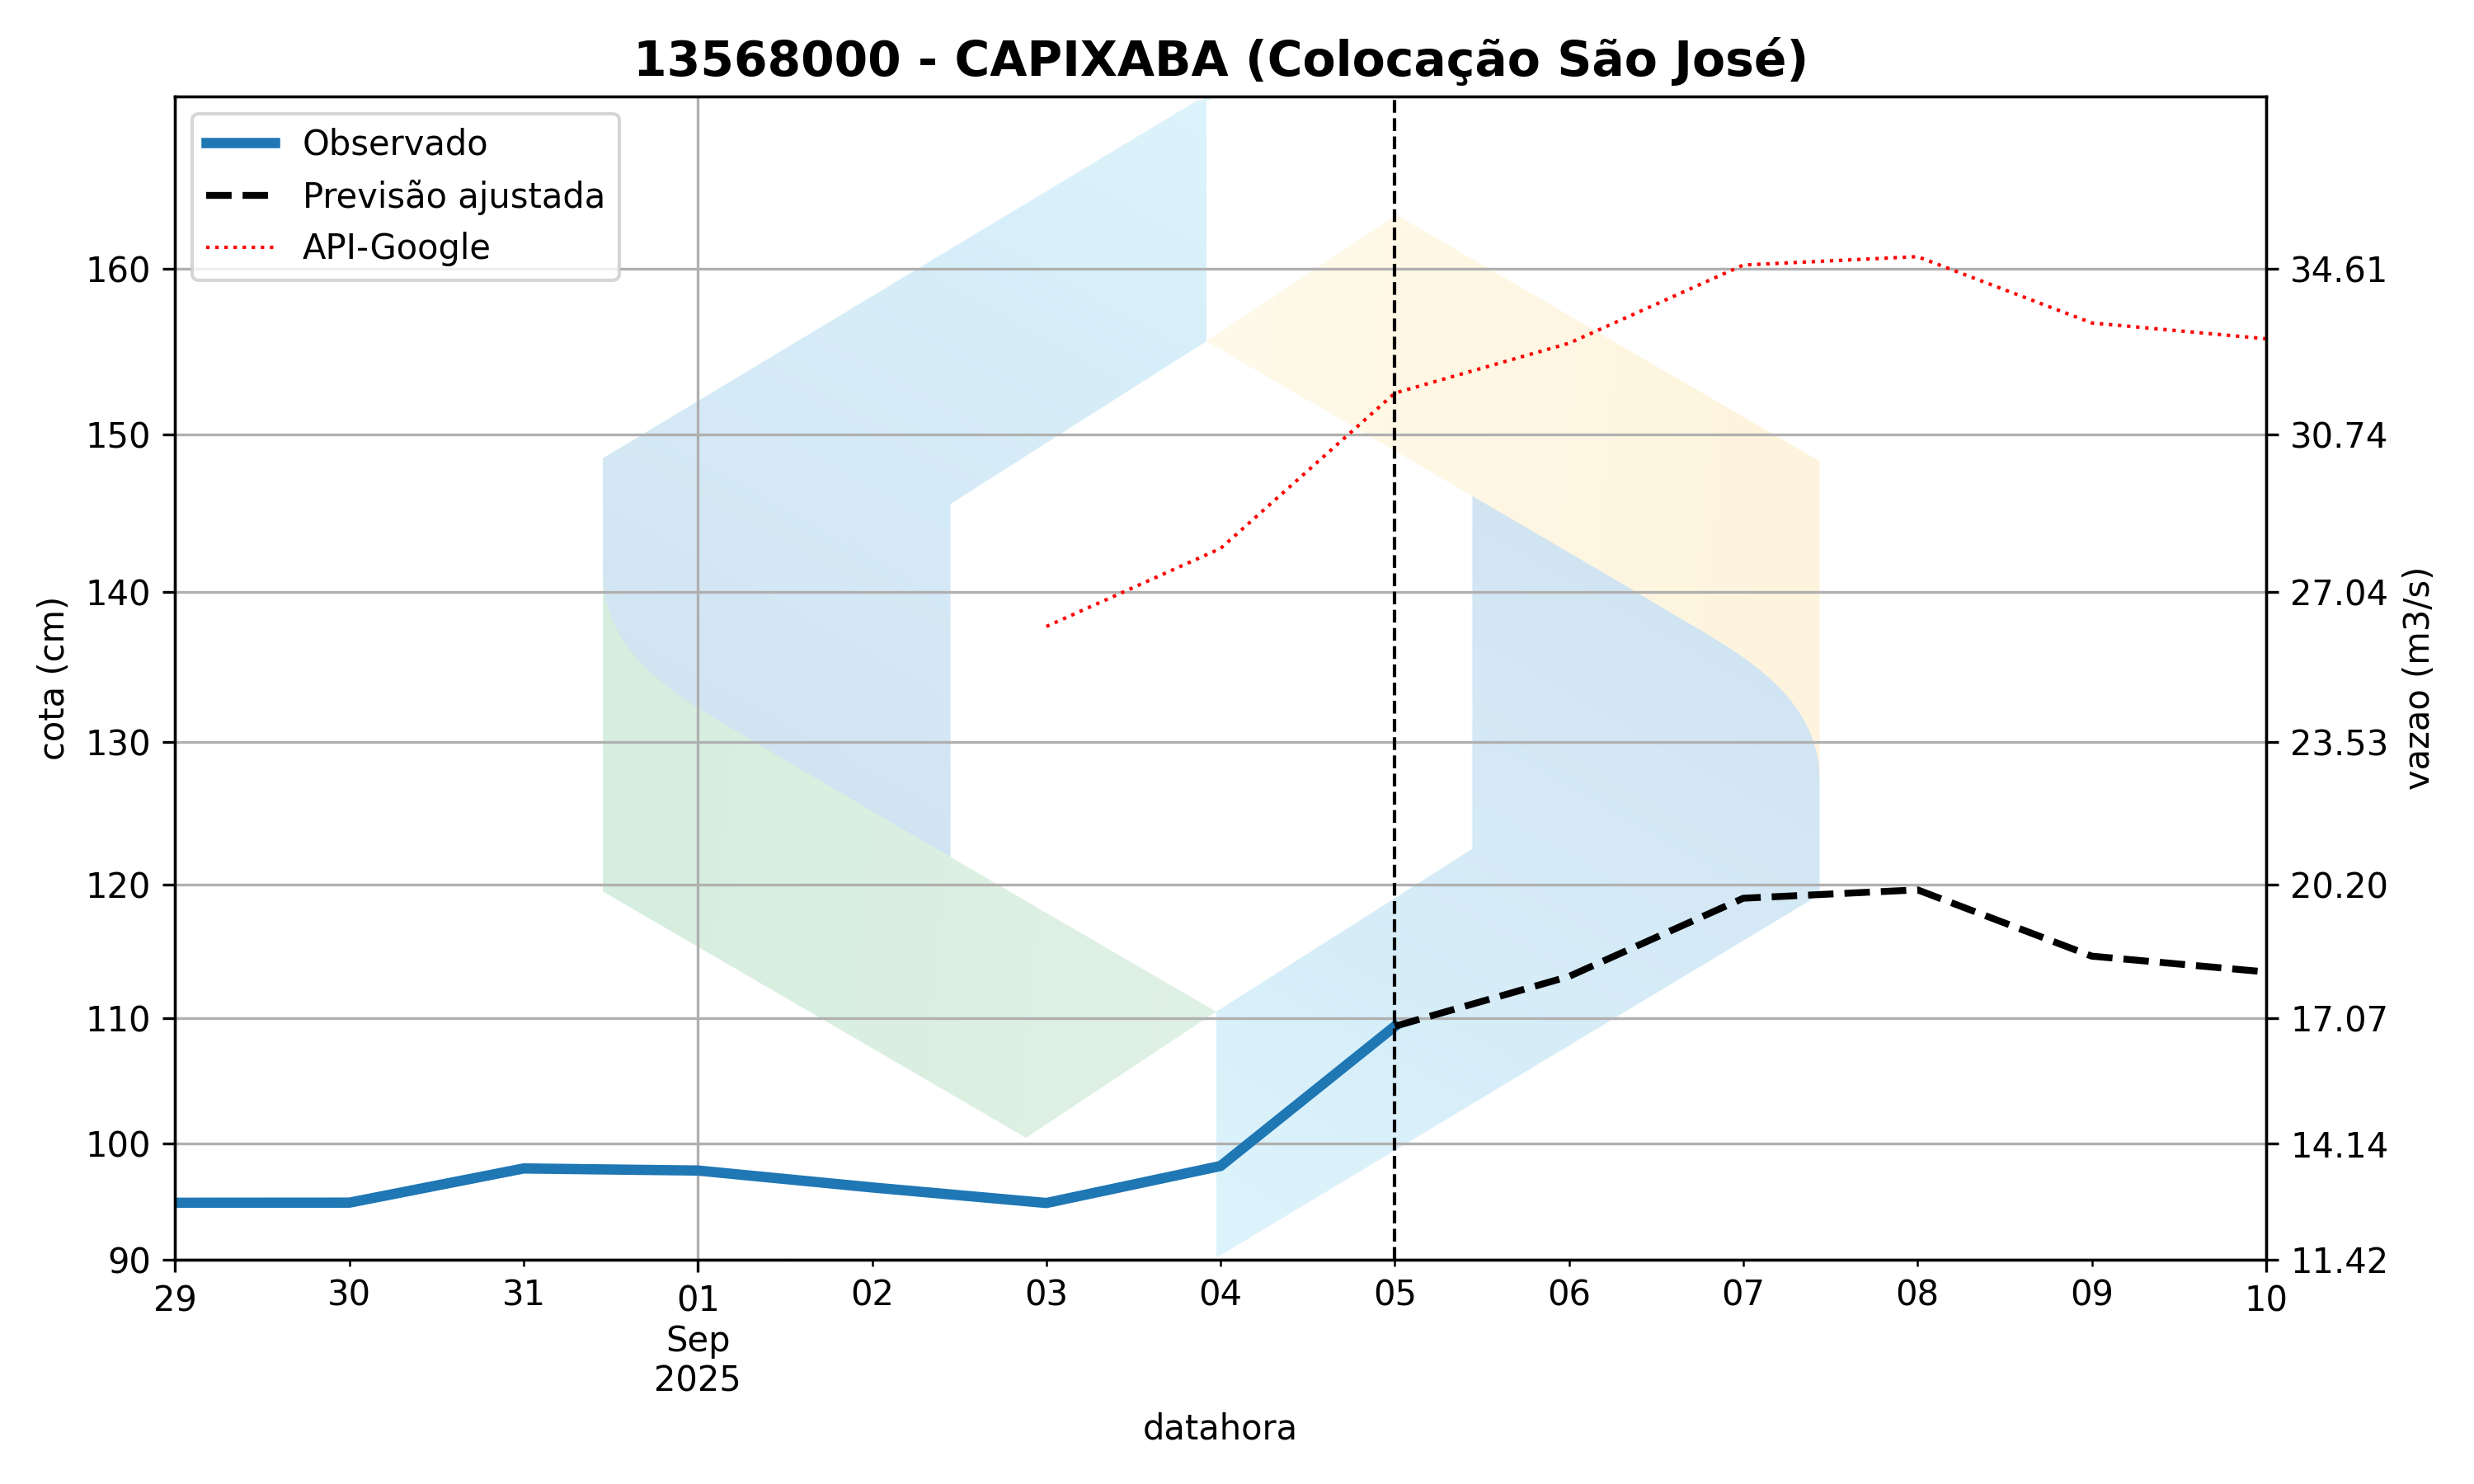 13568000 - CAPIXABA (Colocação São José)
Observado
Previsão ajustada
API-Google
160
150
140
130
120
110
100
90
cota (cm)
34.61
30.74
27.04
23.53
20.20
17.07
14.14
11.42
vazao (m3/s)
29 30 31 01 02 03 04 05 06 07 08 09 10
Sep
2025
datahora